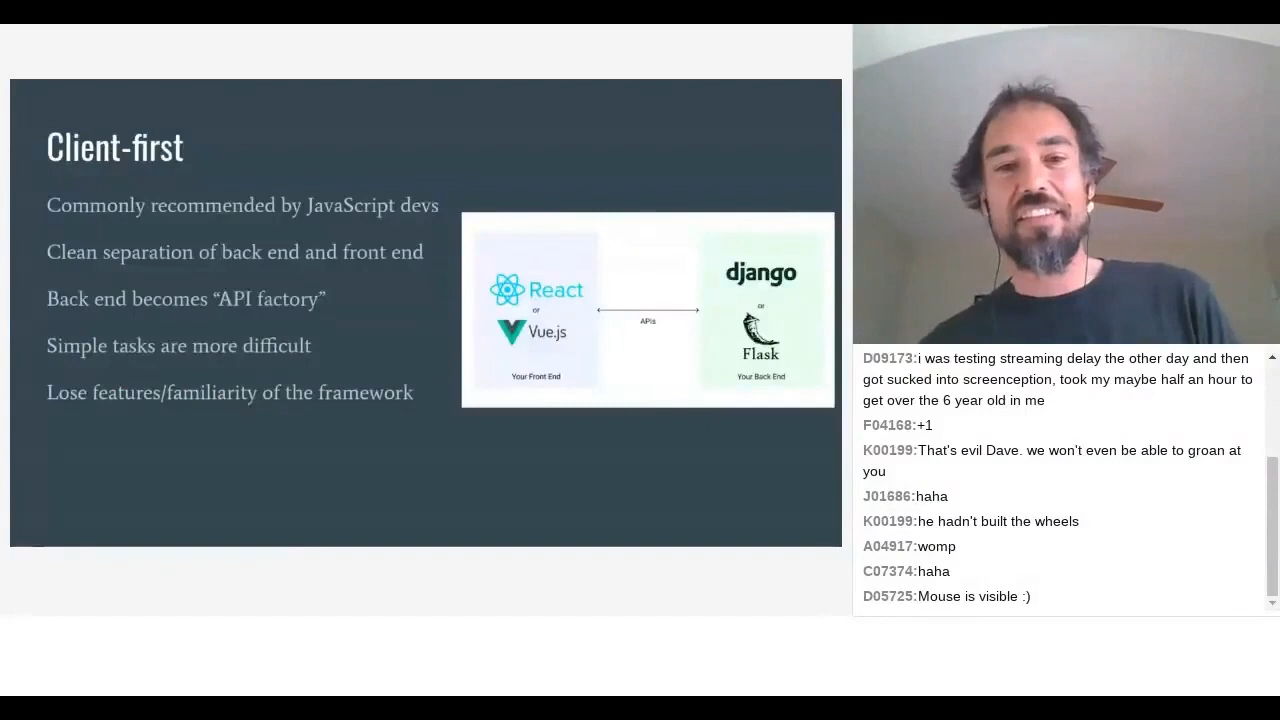 Client-first
Commonly recommended by JavaScript devs
Clean separation of back end and front end
Back end becomes “API factory”
Simple tasks are more difficult
Lose features/familiarity of the framework
React
or
Vue.js
Your Front End
APIs
django
or
Flask
Your Back End
D09173:i was testing streaming delay the other day and then
got sucked into screenception, took my maybe half an hour to
get over the 6 year old in me
F04168:+1
K00199:That's evil Dave. we won't even be able to groan at
you
J01686:haha
K00199:he hadn't built the wheels
A04917:womp
C07374:haha
D05725:Mouse is visible :)